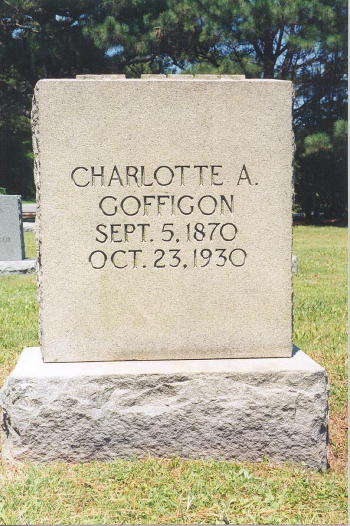 CHARLOTTE A.
GOFFIGON
SEPT. 5, 1870
OCT. 23, 1930